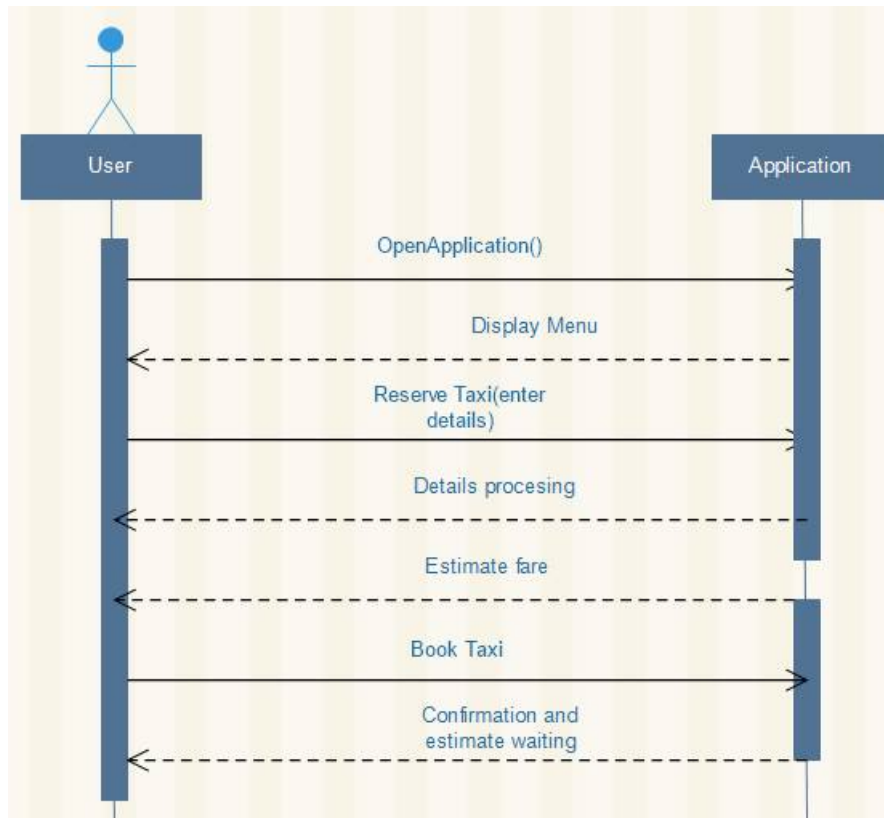 User
Application
OpenApplication()
Display Menu
Reserve Taxi(enter
details)
Details procesing
Estimate fare
Book Taxi
Confirmation and
estimate waiting